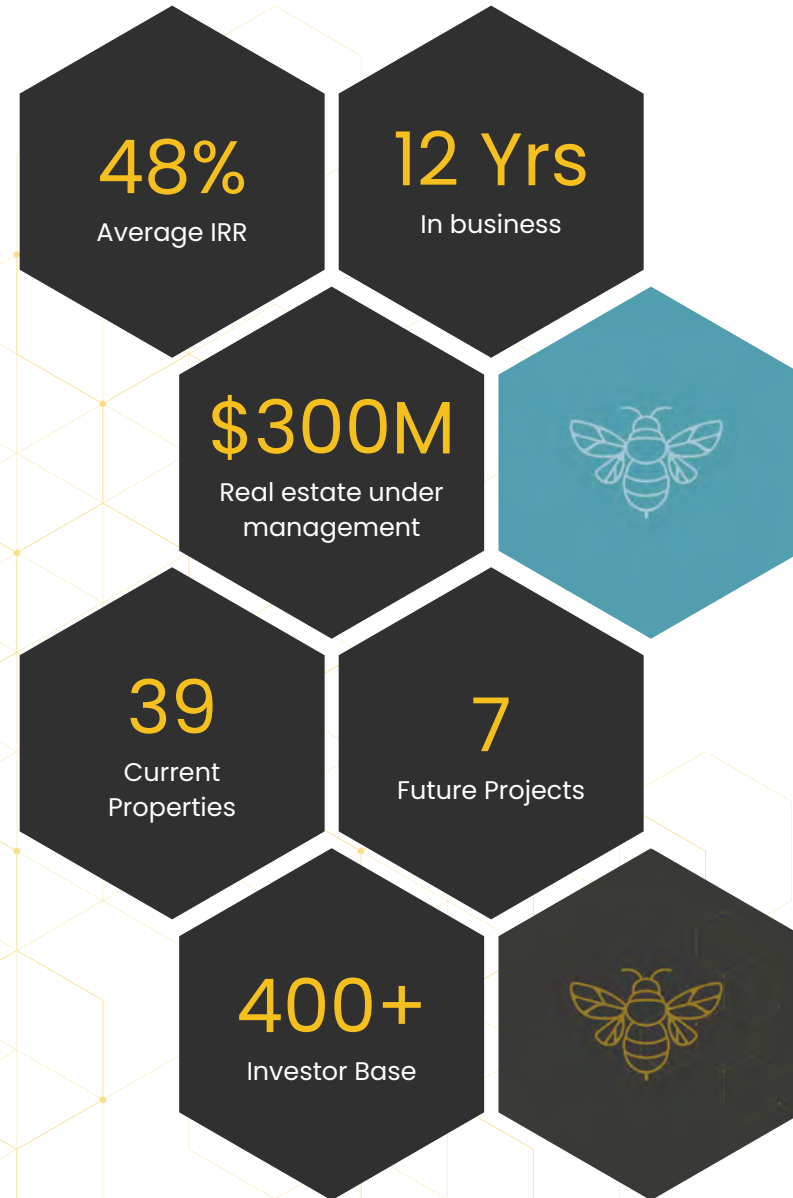 48%
Average IRR
12 Yrs
In business
$300M
Real estate under
management
39
Current
Properties
7
Future Projects
400+
Investor Base